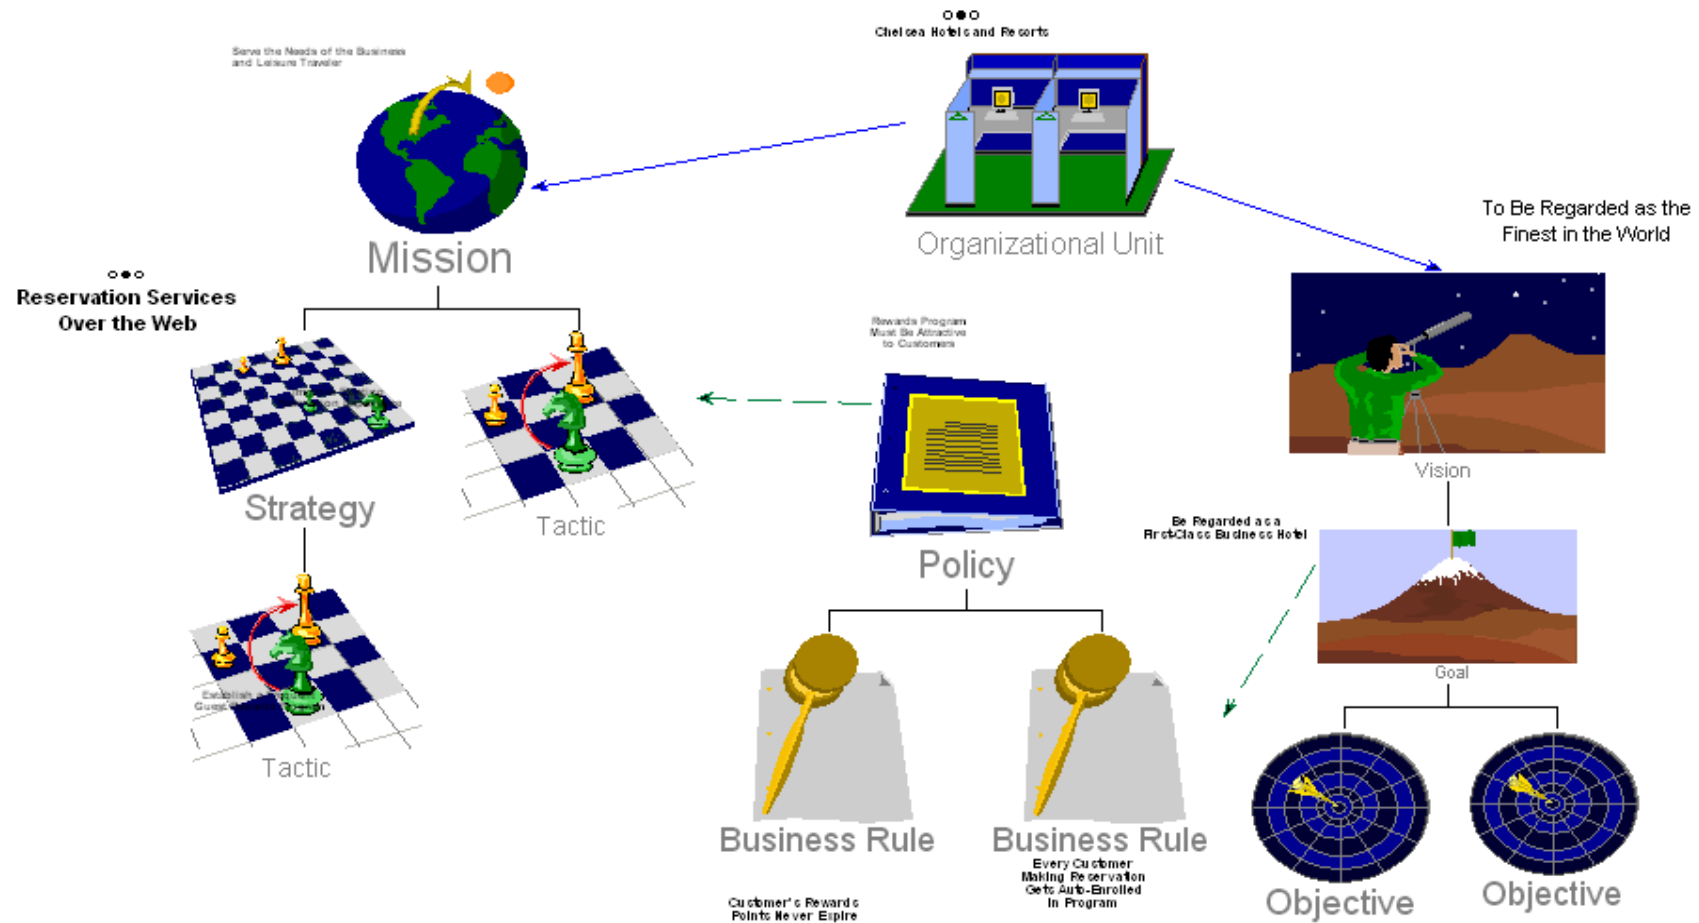 Chelsea Hotels and Resorts
Serve the Needs of the Business
and Leisure Traveler
Organizational Unit
Mission
To Be Regarded as the
Finest in the World
Reservation Services
Over the Web
Rewards Program
Must Be Attractive
to Customers
Vision
Strategy
Tactic
Be Regarded as a
First-Class Business Hotel
Policy
Goal
Establish a
Guest
Tactic
Business Rule
Business Rule
Every Customer
Making Reservation
Gets Auto-Enrolled
In Program
Customer's Rewards
Points Never Expire
Objective
Objective